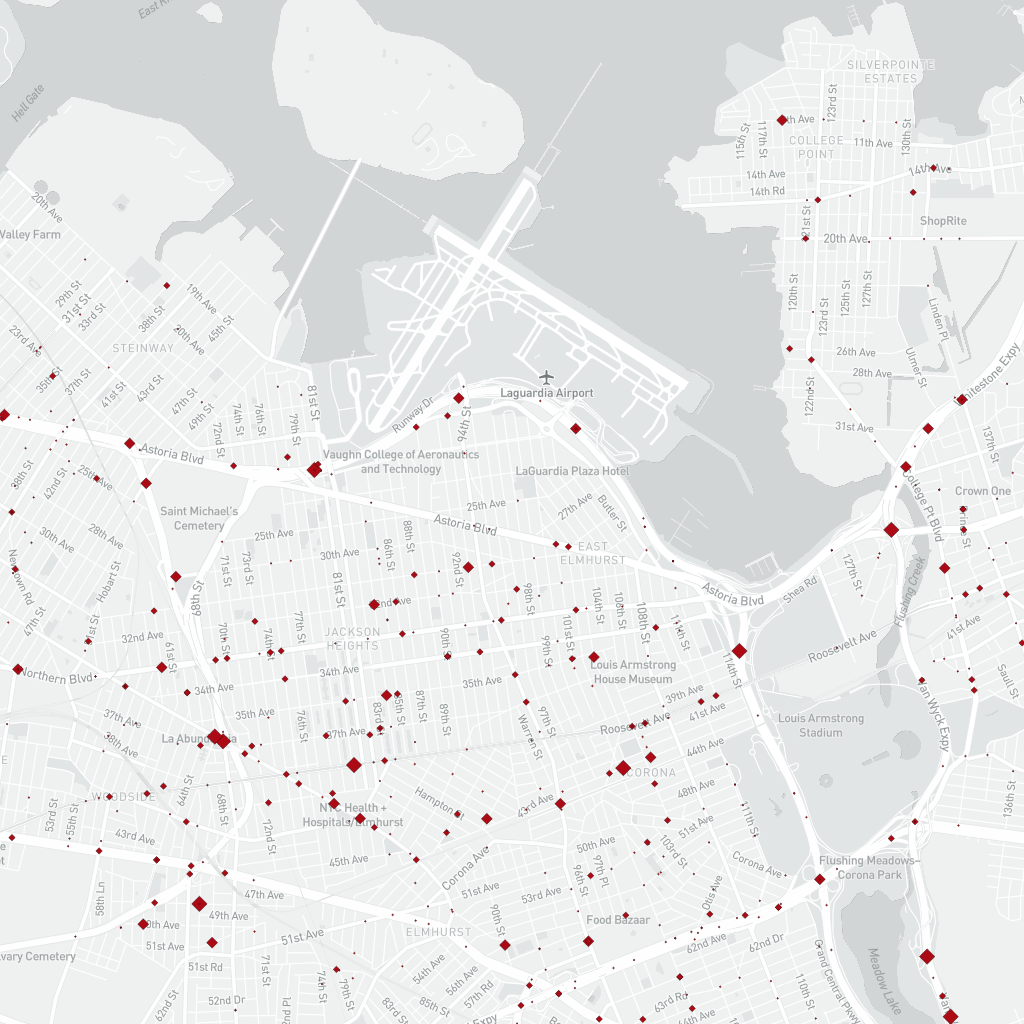 East Ri
Hell Gate
SILVERPOINTE
ESTATES
123rd St
130th St
115th St
117th St
th Ave
COLLEGE
POINT
11th Ave
14th Ave
14th Ave
14th Rd
20th Ave
Valley Farm
21st St
20th Ave
ShopRite
29th St
31st St
33rd St
19th Ave
38th St
45th St
20th Ave
120th St
123rd St
125th St
127th St
Linden Pl
23rd Ave
STEINWAY
35th St
37th St
41st St
43rd St
47th St
49th St
26th Ave
28th Ave
Ulmer St
Laguardia Airport
81st St
122nd St
hitestone Expy
74th St
76th St
79th St
72nd St
Runway Dr
94th St
31st Ave
137th St
Astoria Blvd
Vaughn College of Aeronautics
and Technology
LaGuardia Plaza Hotel
38th St
42nd St
25th Ave
College Pt Blvd
Crown One
Saint Michael's
Cemetery
25th Ave
27th Ave
Butler St
Prince St
28th Ave
30th Ave
25th Ave
Astoria Blvd
88th St
86th St
30th Ave
EAST
ELMHURST
71st St
73rd St
81st St
92nd St
98th St
Newtown Rd
Hobart St
68th St
nd Ave
104th St
106th St
108th St
Astoria Blvd
Shea Rd
127th St
Flushing Creek
47th St
51st St
32nd Ave
70th St
74th St
77th St
JACKSON
HEIGHTS
90th St
99th St
101st St
111th St
41st Ave
Roosevelt Ave
61st St
34th Ave
35th Ave
Louis Armstrong
House Museum
114th St
Northern Blvd
34th Ave
83rd St
85th St
87th St
89th St
39th Ave
41st Ave
Saull St
Van Wyck Expy
35th Ave
76th St
97th St
Warren St
Roosevelt Ave
Louis Armstrong
Stadium
37th Ave
38th Ave
La Abundancia
37th Ave
44th Ave
CORONA
48th Ave
WOODSIDE
64th St
68th St
NYC Health +
Hospitals/Elmhurst
Hampton St
43rd Ave
111th St
136th St
53rd St
55th St
43rd Ave
72nd St
51st Ave
103rd St
50th Ave
45th Ave
Corona Ave
97th Pl
Corona Ave
Flushing Meadows–
Corona Park
58th Ln
47th Ave
51st Ave
53rd Ave
Otis Ave
49th Ave
0th Ave
90th St
Food Bazaar
51st Ave
51st Ave
ELMHURST
62nd Ave
62nd Dr
Grand Central Pkwy
Meadow Lake
lvary Cemetery
51st Rd
71st St
74th St
79th St
54th Ave
56th Ave
57th Rd
110th St
62nd St
52nd Dr
2nd Pl
83rd St
85th St
Expy
63rd Rd